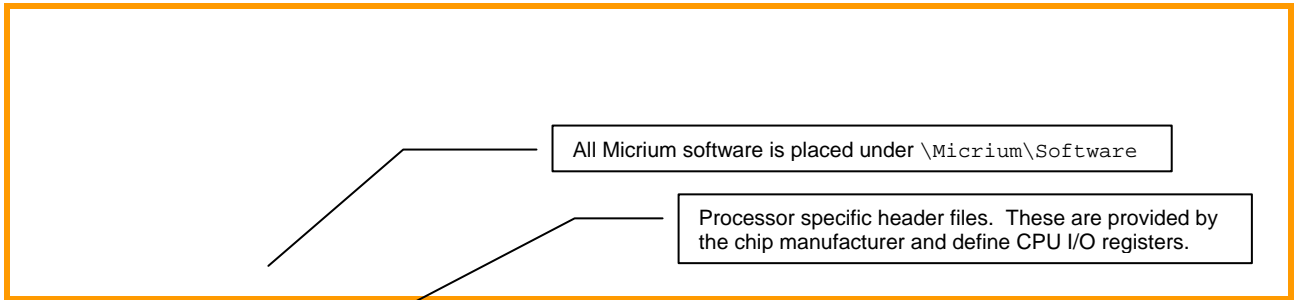 All Micrium software is placed under \Micrium\Software
Processor specific header files.  These are provided by
the chip manufacturer and define CPU I/O registers.